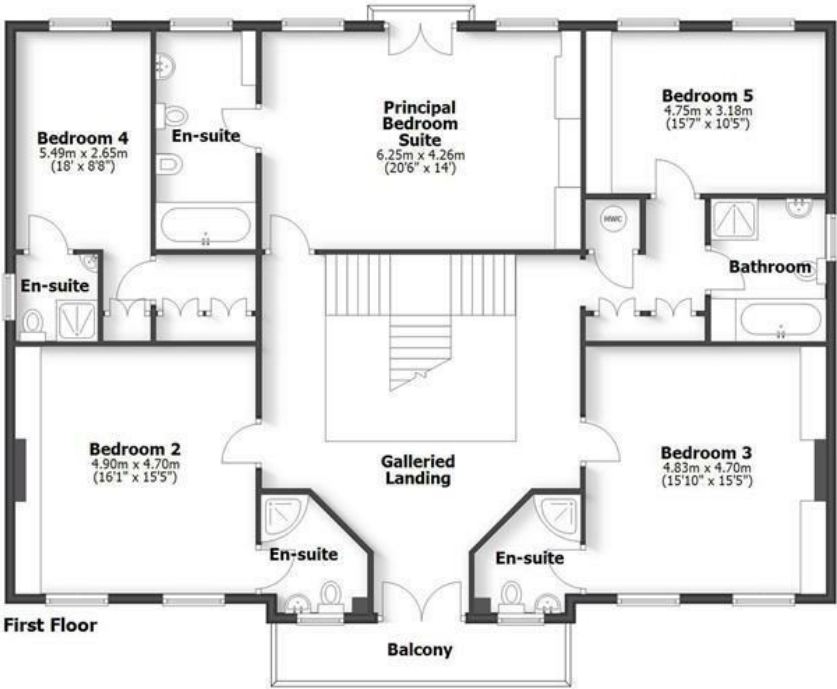 Bedroom 4
5.49m x 2.65m
(18' x 8'8")
En-suite
Principal
Bedroom
Suite
6.25m x 4.26m
(20'6" x 14')
Bedroom 5
4.75m x 3.18m
(15'7" x 10'5")
HWC
En-suite
Bathroom
Bedroom 2
4.90m x 4.70m
(16'1" x 15'5")
Galleried
Landing
Bedroom 3
4.83m x 4.70m
(15'10" x 15'5")
En-suite
En-suite
First Floor
Balcony